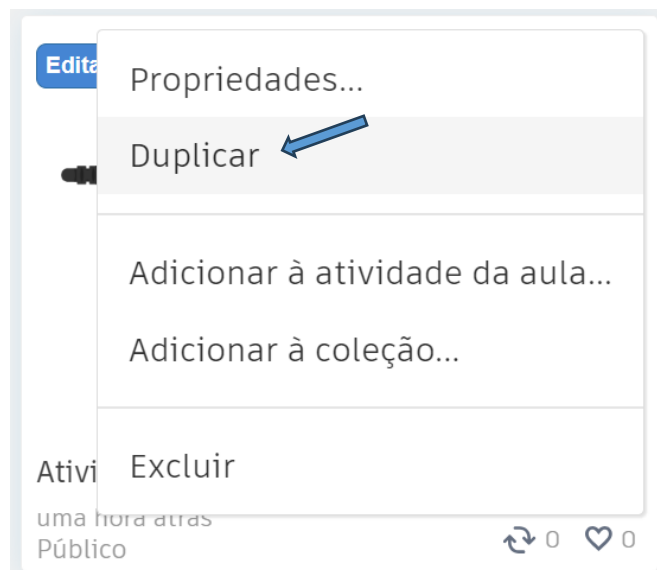 Edita
Propriedades...
Duplicar
Adicionar à atividade da aula...
Adicionar à coleção...
Excluir
Ativi
uma hora atrás
Público
0
0